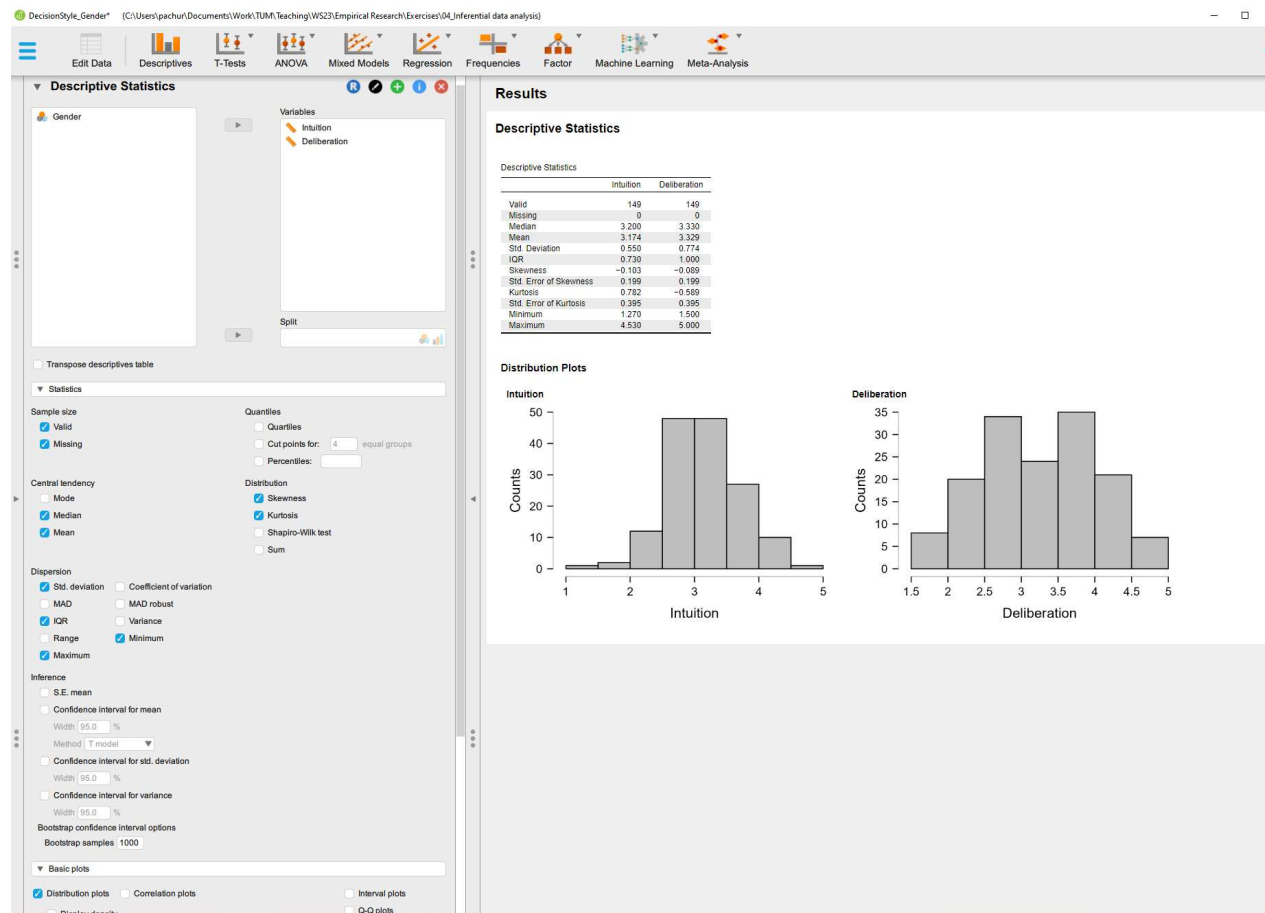 DecisionStyle_Gender* (C:\Users\pachur\Documents\Work\TUM\Teaching\WS23\Empirical Research\Exercises\04_Inferential data analysis)
Edit Data Descriptives T-Tests ANOVA Mixed Models Regression Frequencies Factor Machine Learning Meta-Analysis
Descriptive Statistics
R
Gender
Variables
Intuition
Deliberation
Split
Transpose descriptives table
Statistics
Sample size Quantiles
Valid Quartiles
Missing Cut points for: 4 equal groups
Percentiles:
Central tendency Distribution
Mode Skewness
Median Kurtosis
Mean Shapiro-Wilk test
Sum
Dispersion
Std. deviation Coefficient of variation
MAD MAD robust
IQR Variance
Range Minimum
Maximum
Inference
S.E. mean
Confidence interval for mean
Width 95.0 %
Method T model
Confidence interval for std. deviation
Width 95.0 %
Confidence interval for variance
Width 95.0 %
Bootstrap confidence interval options
Bootstrap samples 1000
Basic plots
Distribution plots Correlation plots Interval plots
Display density Q-Q plots
Results
Descriptive Statistics
Descriptive Statistics
Intuition Deliberation
Valid 149 149
Missing 0 0
Median 3.200 3.330
Mean 3.174 3.329
Std. Deviation 0.550 0.774
IQR 0.730 1.000
Skewness −0.103 −0.089
Std. Error of Skewness 0.199 0.199
Kurtosis 0.782 −0.589
Std. Error of Kurtosis 0.395 0.395
Minimum 1.270 1.500
Maximum 4.530 5.000
Distribution Plots
Intuition
50
40
30
20
10
0
Counts
1 2 3 4 5
Intuition
Deliberation
35
30
25
20
15
10
5
0
Counts
1.5 2 2.5 3 3.5 4 4.5 5
Deliberation